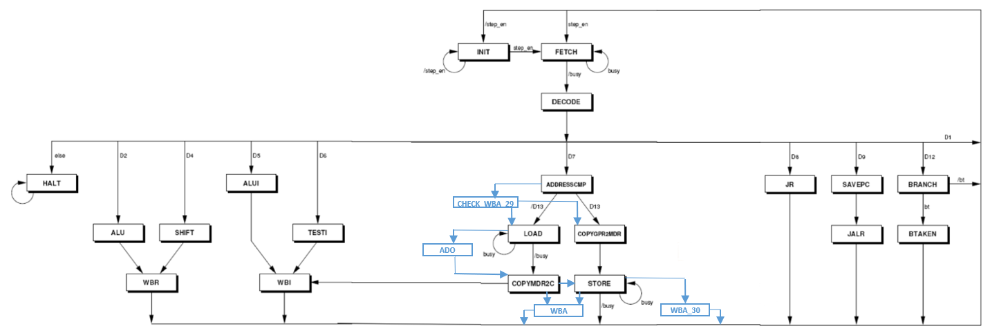 /step_en
step_en
INIT
step_en
FETCH
/step_en
busy
/busy
DECODE
D1
else
D2
D4
D5
D6
D7
D8
D9
D12
HALT
ALUI
ADDRESSCMP
JR
SAVEPC
BRANCH
/bt
CHECK_WBA_29
/D13
D13
bt
ALU
SHIFT
TESTI
LOAD
COPYGPR2MDR
JALR
BTAKEN
ADO
busy
/busy
WBR
WBI
COPYMDR2C
STORE
busy
/busy
WBA
WBA_30